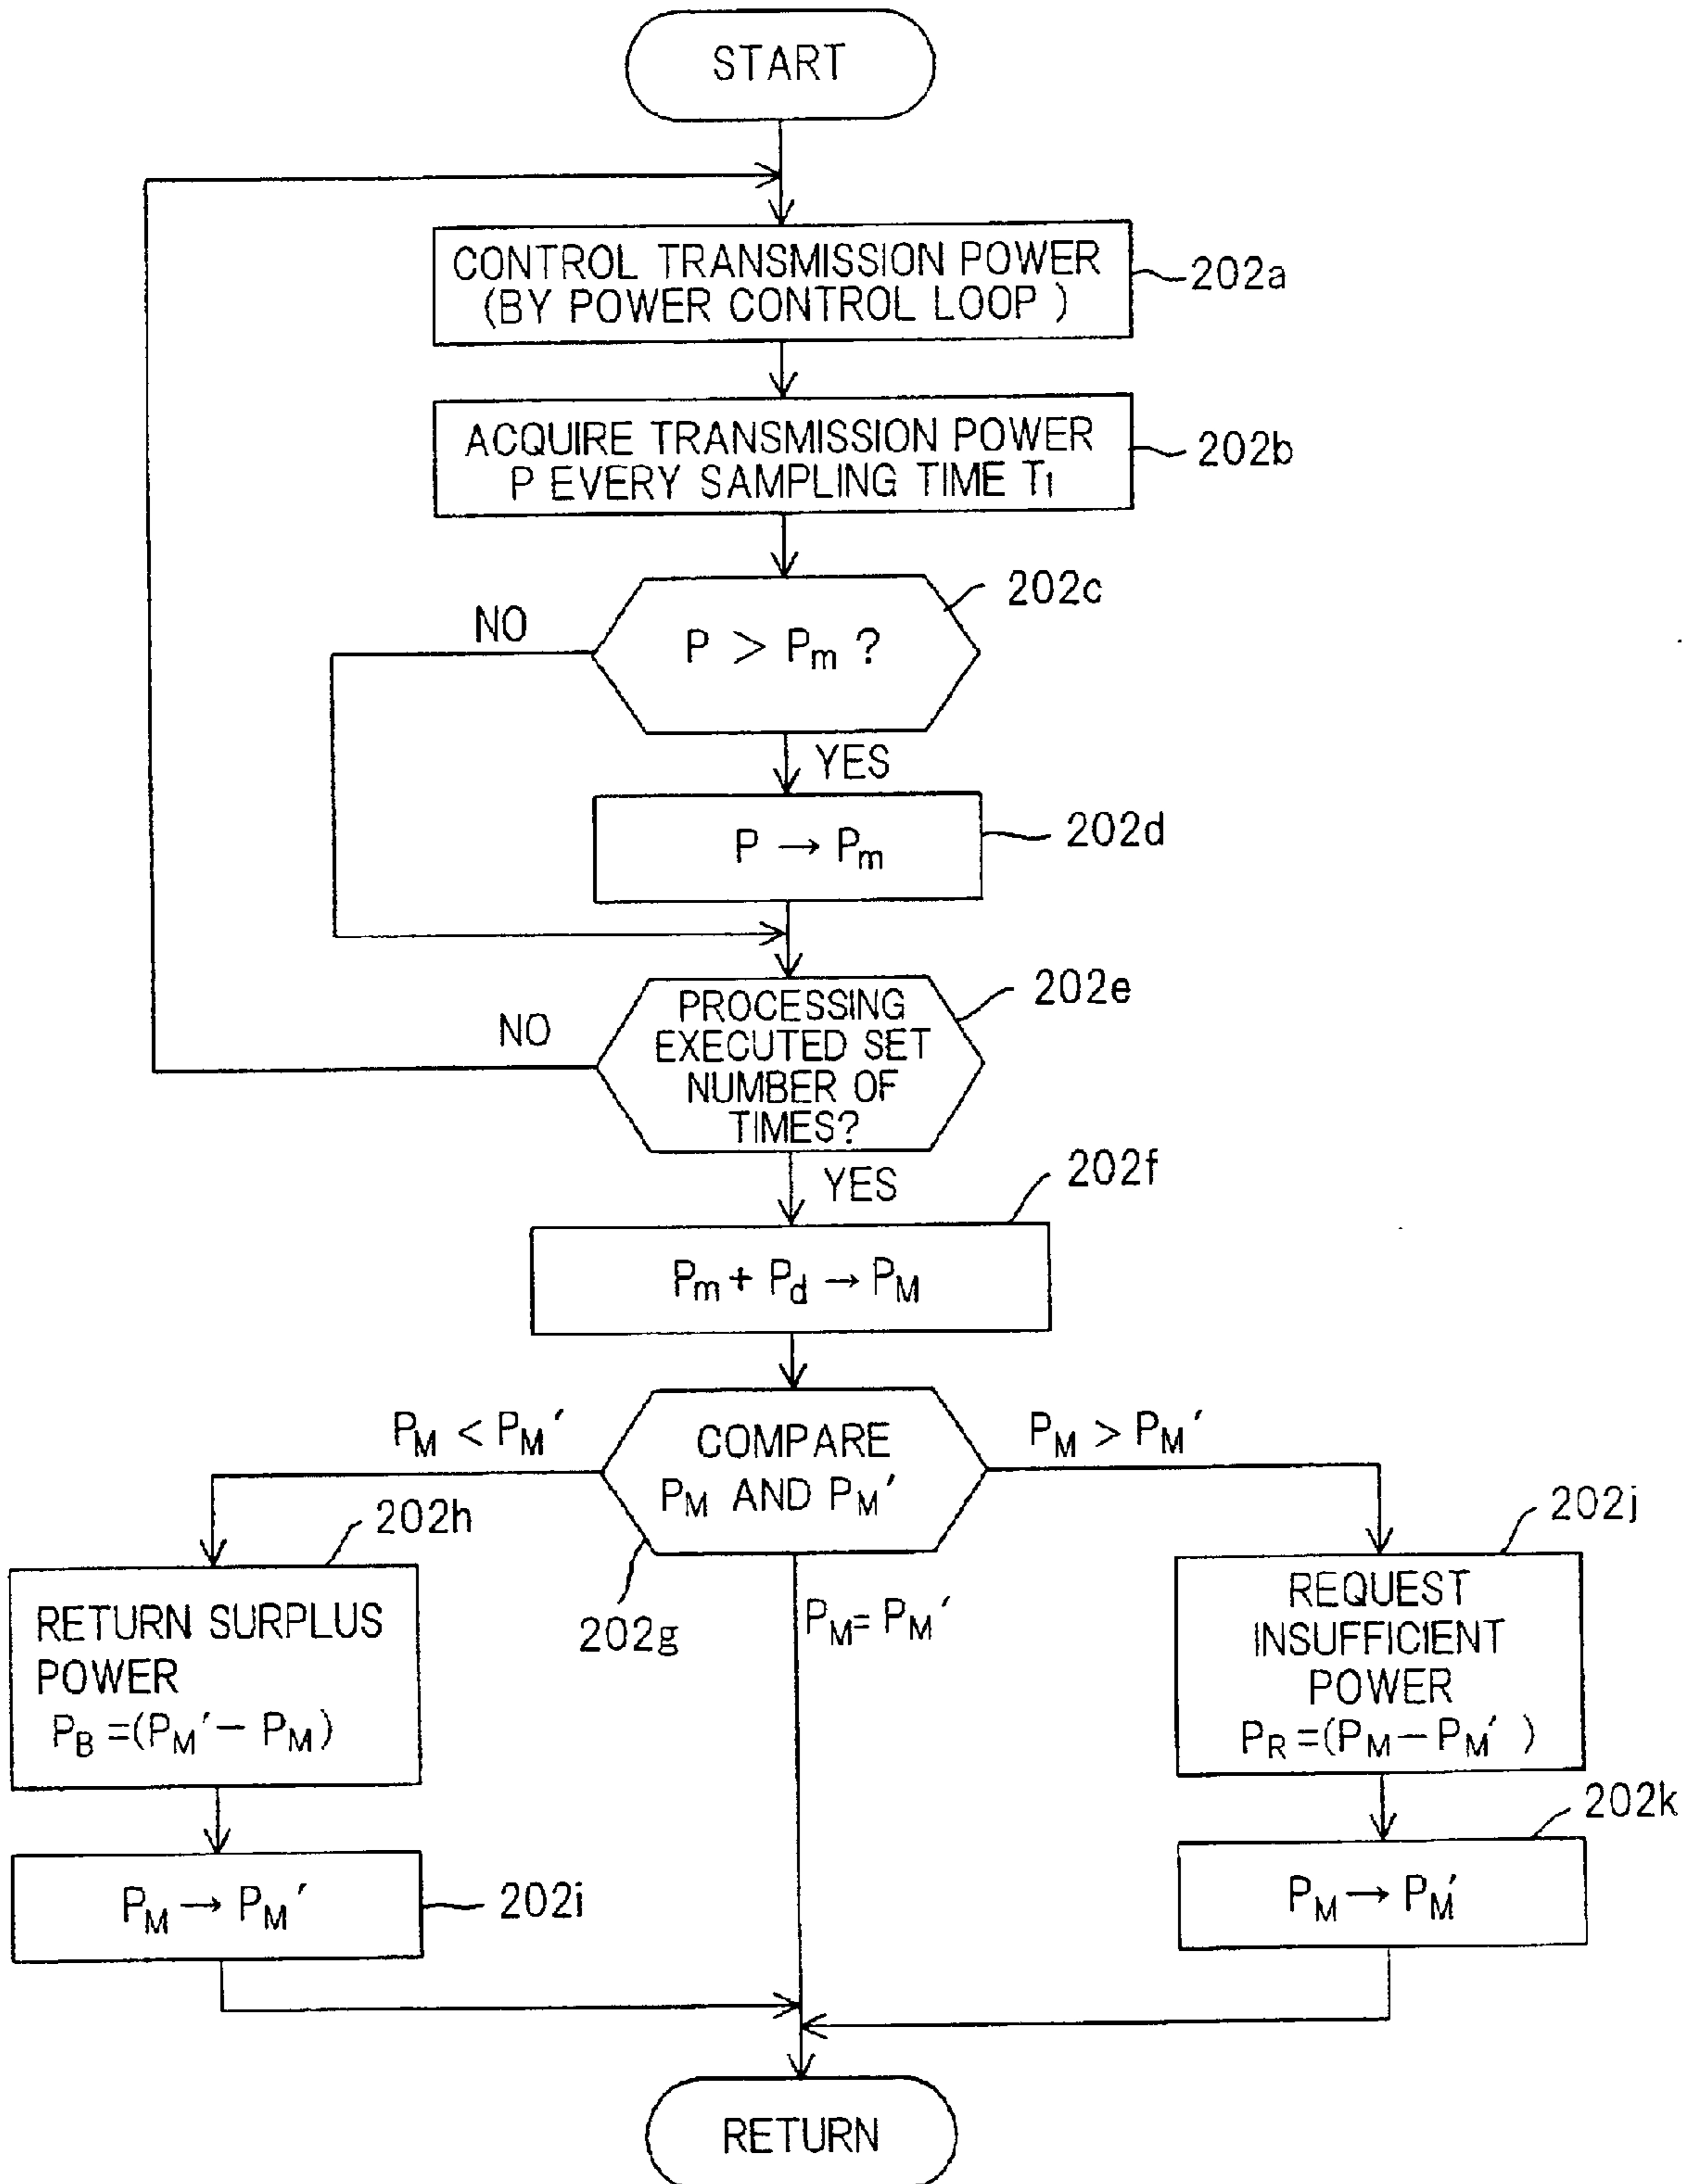 START
CONTROL TRANSMISSION POWER
(BY POWER CONTROL LOOP )
202a
ACQUIRE TRANSMISSION POWER
P EVERY SAMPLING TIME T1
202b
202c
NO
P > Pm ?
YES
P → Pm
202d
202e
NO
PROCESSING
EXECUTED SET
NUMBER OF
TIMES?
YES
202f
Pm + Pd → PM
PM < PM′
COMPARE
PM AND PM′
PM > PM′
202g
PM = PM′
202h
RETURN SURPLUS
POWER
PB =(PM′ − PM)
202j
REQUEST
INSUFFICIENT
POWER
PR =(PM − PM′ )
202k
PM → PM′
202i
PM → PM′
RETURN